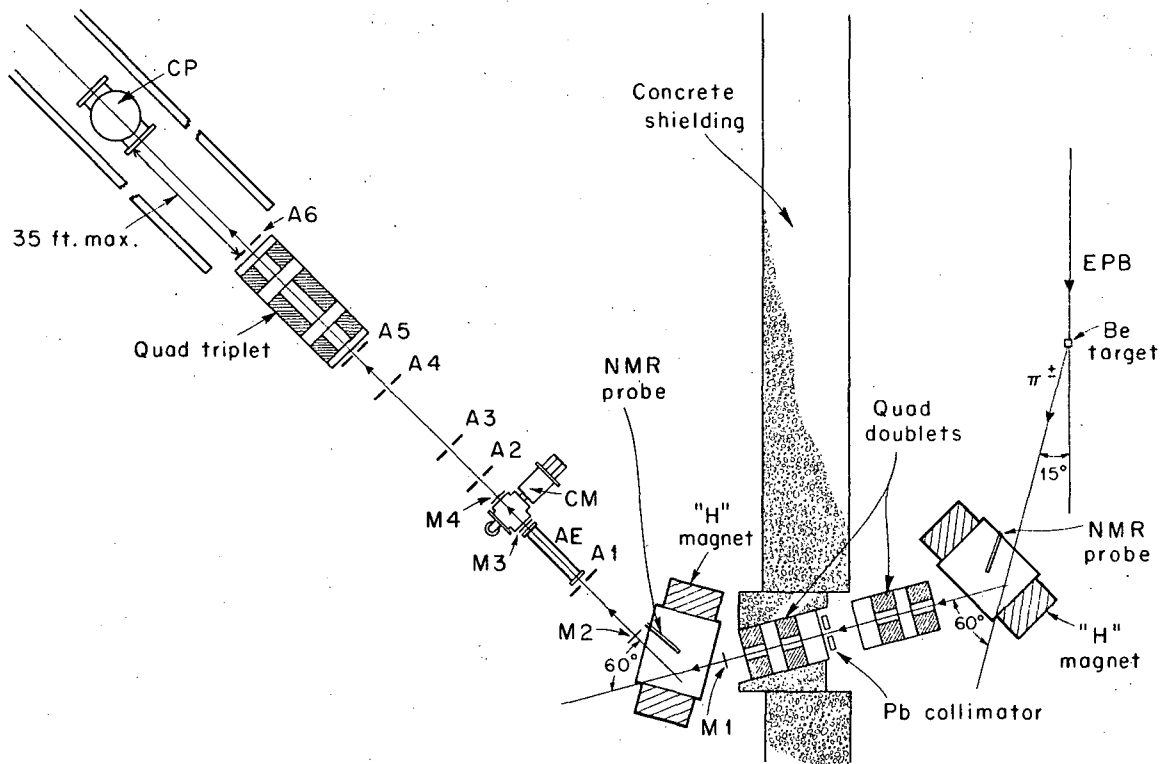 CP
Concrete
shielding
A6
35 ft. max.
EPB
Quad triplet
A5
Be
target
A4
NMR
probe
π ±
Quad
doublets
A3
A2
15°
CM
M4
"H"
magnet
NMR
probe
AE
A1
M3
M2
60°
60°
"H"
magnet
M1
Pb collimator